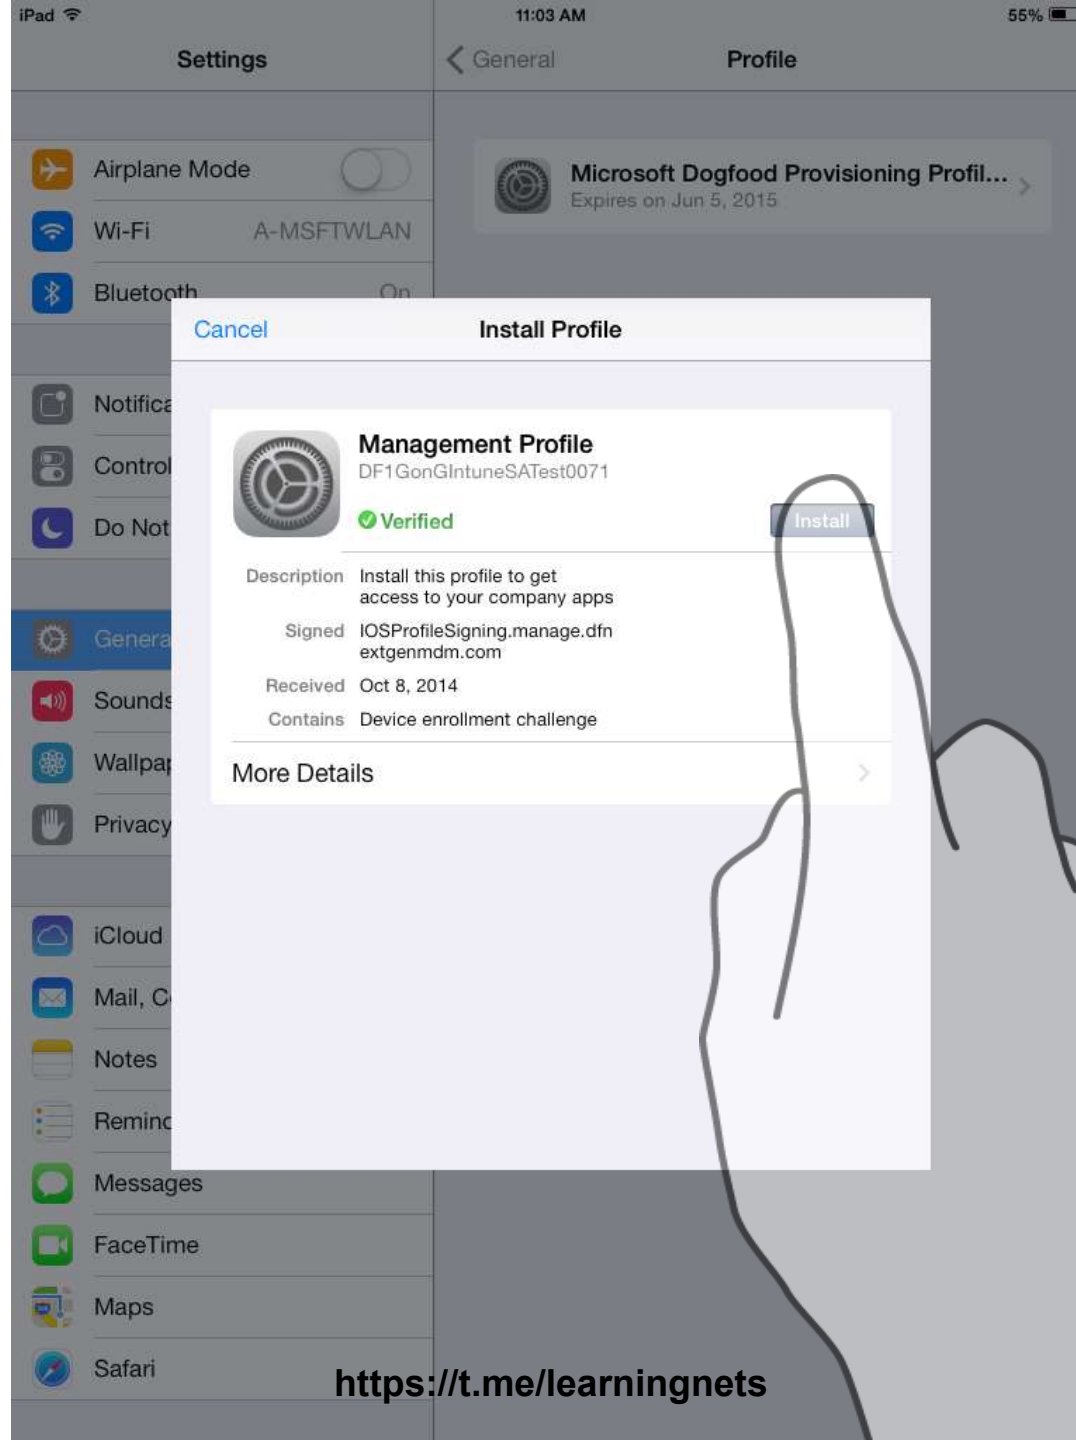 iPad 11:03 AM 55%
Settings
General Profile
Airplane Mode
Microsoft Dogfood Provisioning Profil...
Expires on Jun 5, 2015
Wi-Fi A-MSFTWLAN
Bluetooth On
Cancel Install Profile
Notifica
Management Profile
DF1GonGIntuneSATest0071
Control
Verified Install
Do Not
Description Install this profile to get
access to your company apps
Signed IOSProfileSigning.manage.dfn
extgenmdm.com
Genera
Received Oct 8, 2014
Sounds
Contains Device enrollment challenge
Wallpap
More Details
Privacy
iCloud
Mail, C
Notes
Remind
Messages
FaceTime
Maps
Safari
https://t.me/learningnets